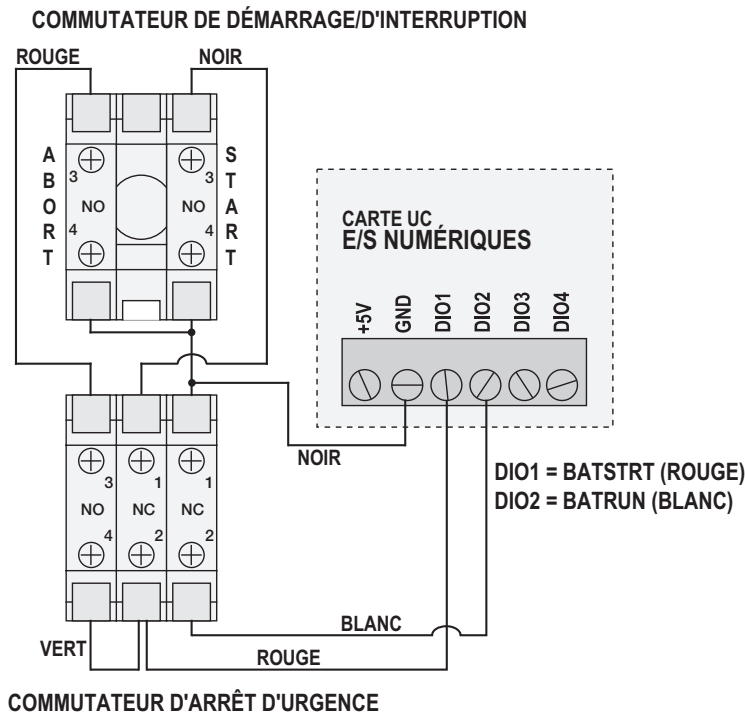 COMMUTATEUR DE DÉMARRAGE/D'INTERRUPTION
ROUGE
NOIR
ABORT
3
NO
4
START
3
NO
4
CARTE UC
E/S NUMÉRIQUES
+5V
GND
DIO1
DIO2
DIO3
DIO4
NOIR
3
NO
4
1
NC
2
1
NC
2
DIO1 = BATSTRT (ROUGE)
DIO2 = BATRUN (BLANC)
BLANC
VERT
ROUGE
COMMUTATEUR D'ARRÊT D'URGENCE